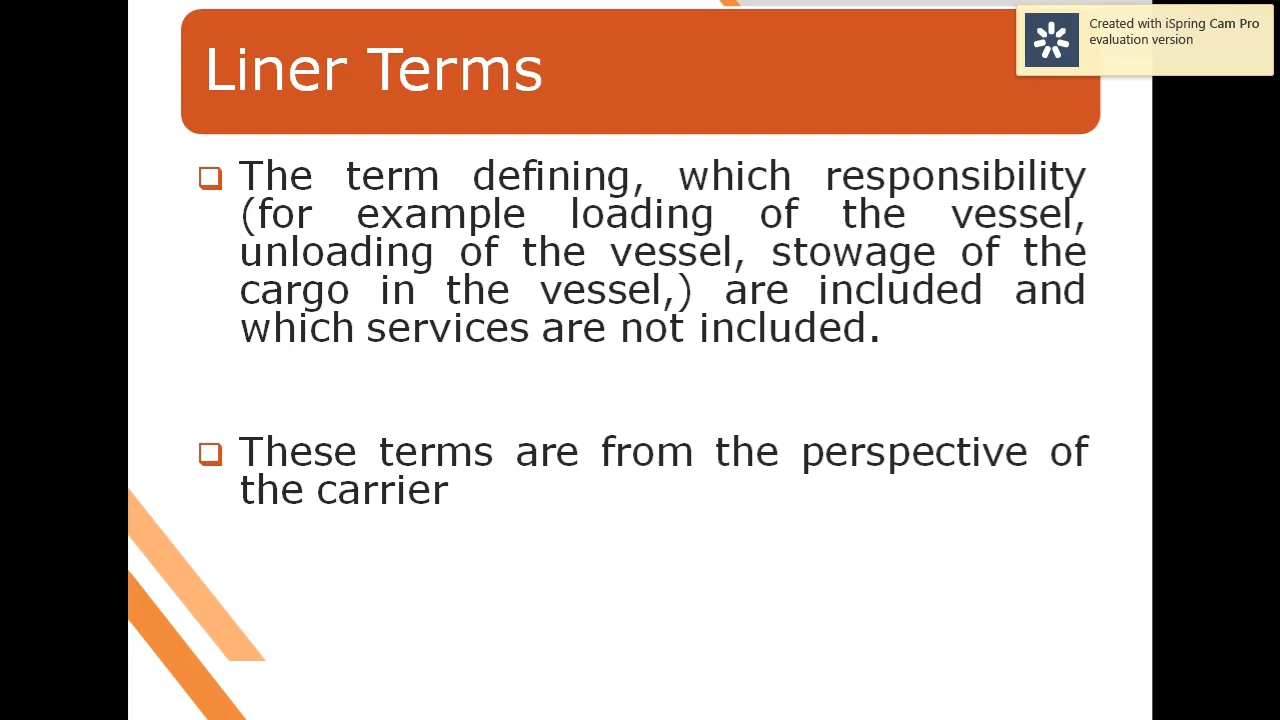 Liner Terms
Created with iSpring Cam Pro
evaluation version
The term defining, which responsibility
(for example loading of the vessel,
unloading of the vessel, stowage of the
cargo in the vessel,) are included and
which services are not included.
These terms are from the perspective of
the carrier